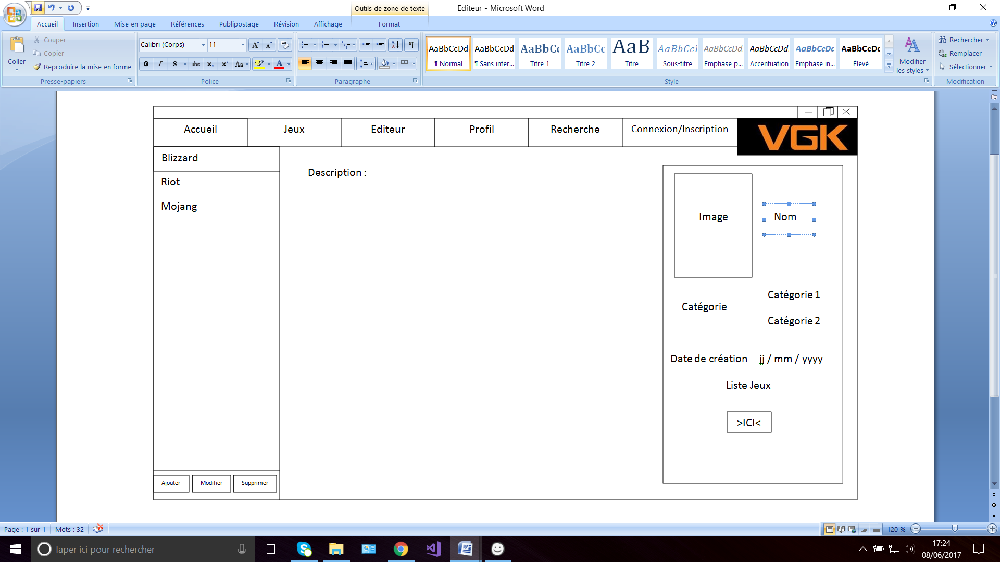 Outils de zone de texte
Editeur - Microsoft Word
Accueil
Insertion
Mise en page
Références
Publipostage
Révision
Affichage
Format
Coller
Couper
Copier
Reproduire la mise en forme
Presse-papiers
Calibri (Corps)
11
G I S abc x₂ x² Aa
Police
Paragraphe
AaBbCcDd
¶ Normal
AaBbCcDd
¶ Sans inter...
AaBbCc
Titre 1
AaBbCc
Titre 2
AaB
Titre
AaBbCcI
Sous-titre
AaBbCcDd
Emphase p...
AaBbCcDd
Accentuation
AaBbCcDd
Emphase in...
AaBbCcDc
Élevé
Style
Modifier
les styles
Rechercher
Remplacer
Sélectionner
Modification
Accueil
Jeux
Editeur
Profil
Recherche
Connexion/Inscription
VGK
Blizzard
Riot
Mojang
Description :
Image
Nom
Catégorie
Catégorie 1
Catégorie 2
Date de création jj / mm / yyyy
Liste Jeux
>ICI<
Ajouter
Modifier
Supprimer
Page : 1 sur 1
Mots : 32
120 %
Taper ici pour rechercher
17:24
08/06/2017